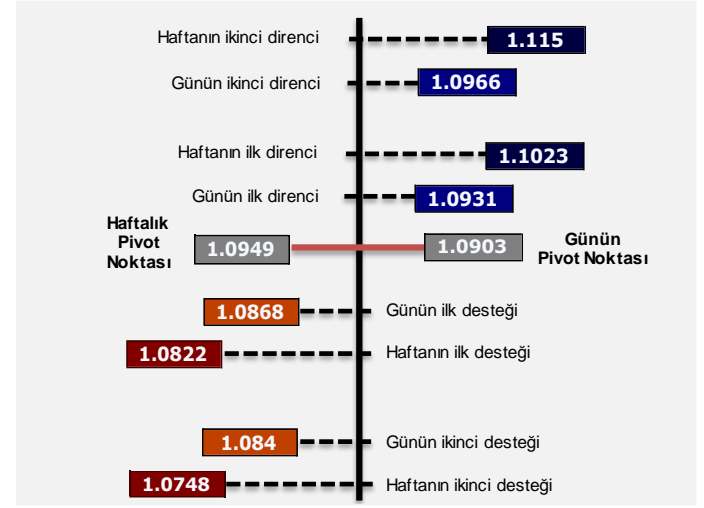 Haftanın ikinci direnci 1.115
Günün ikinci direnci 1.0966
Haftanın ilk direnci 1.1023
Günün ilk direnci 1.0931
Haftalık
Pivot
Noktası
1.0949 1.0903
Günün
Pivot Noktası
1.0868 Günün ilk desteği
1.0822 Haftanın ilk desteği
1.084 Günün ikinci desteği
1.0748 Haftanın ikinci desteği